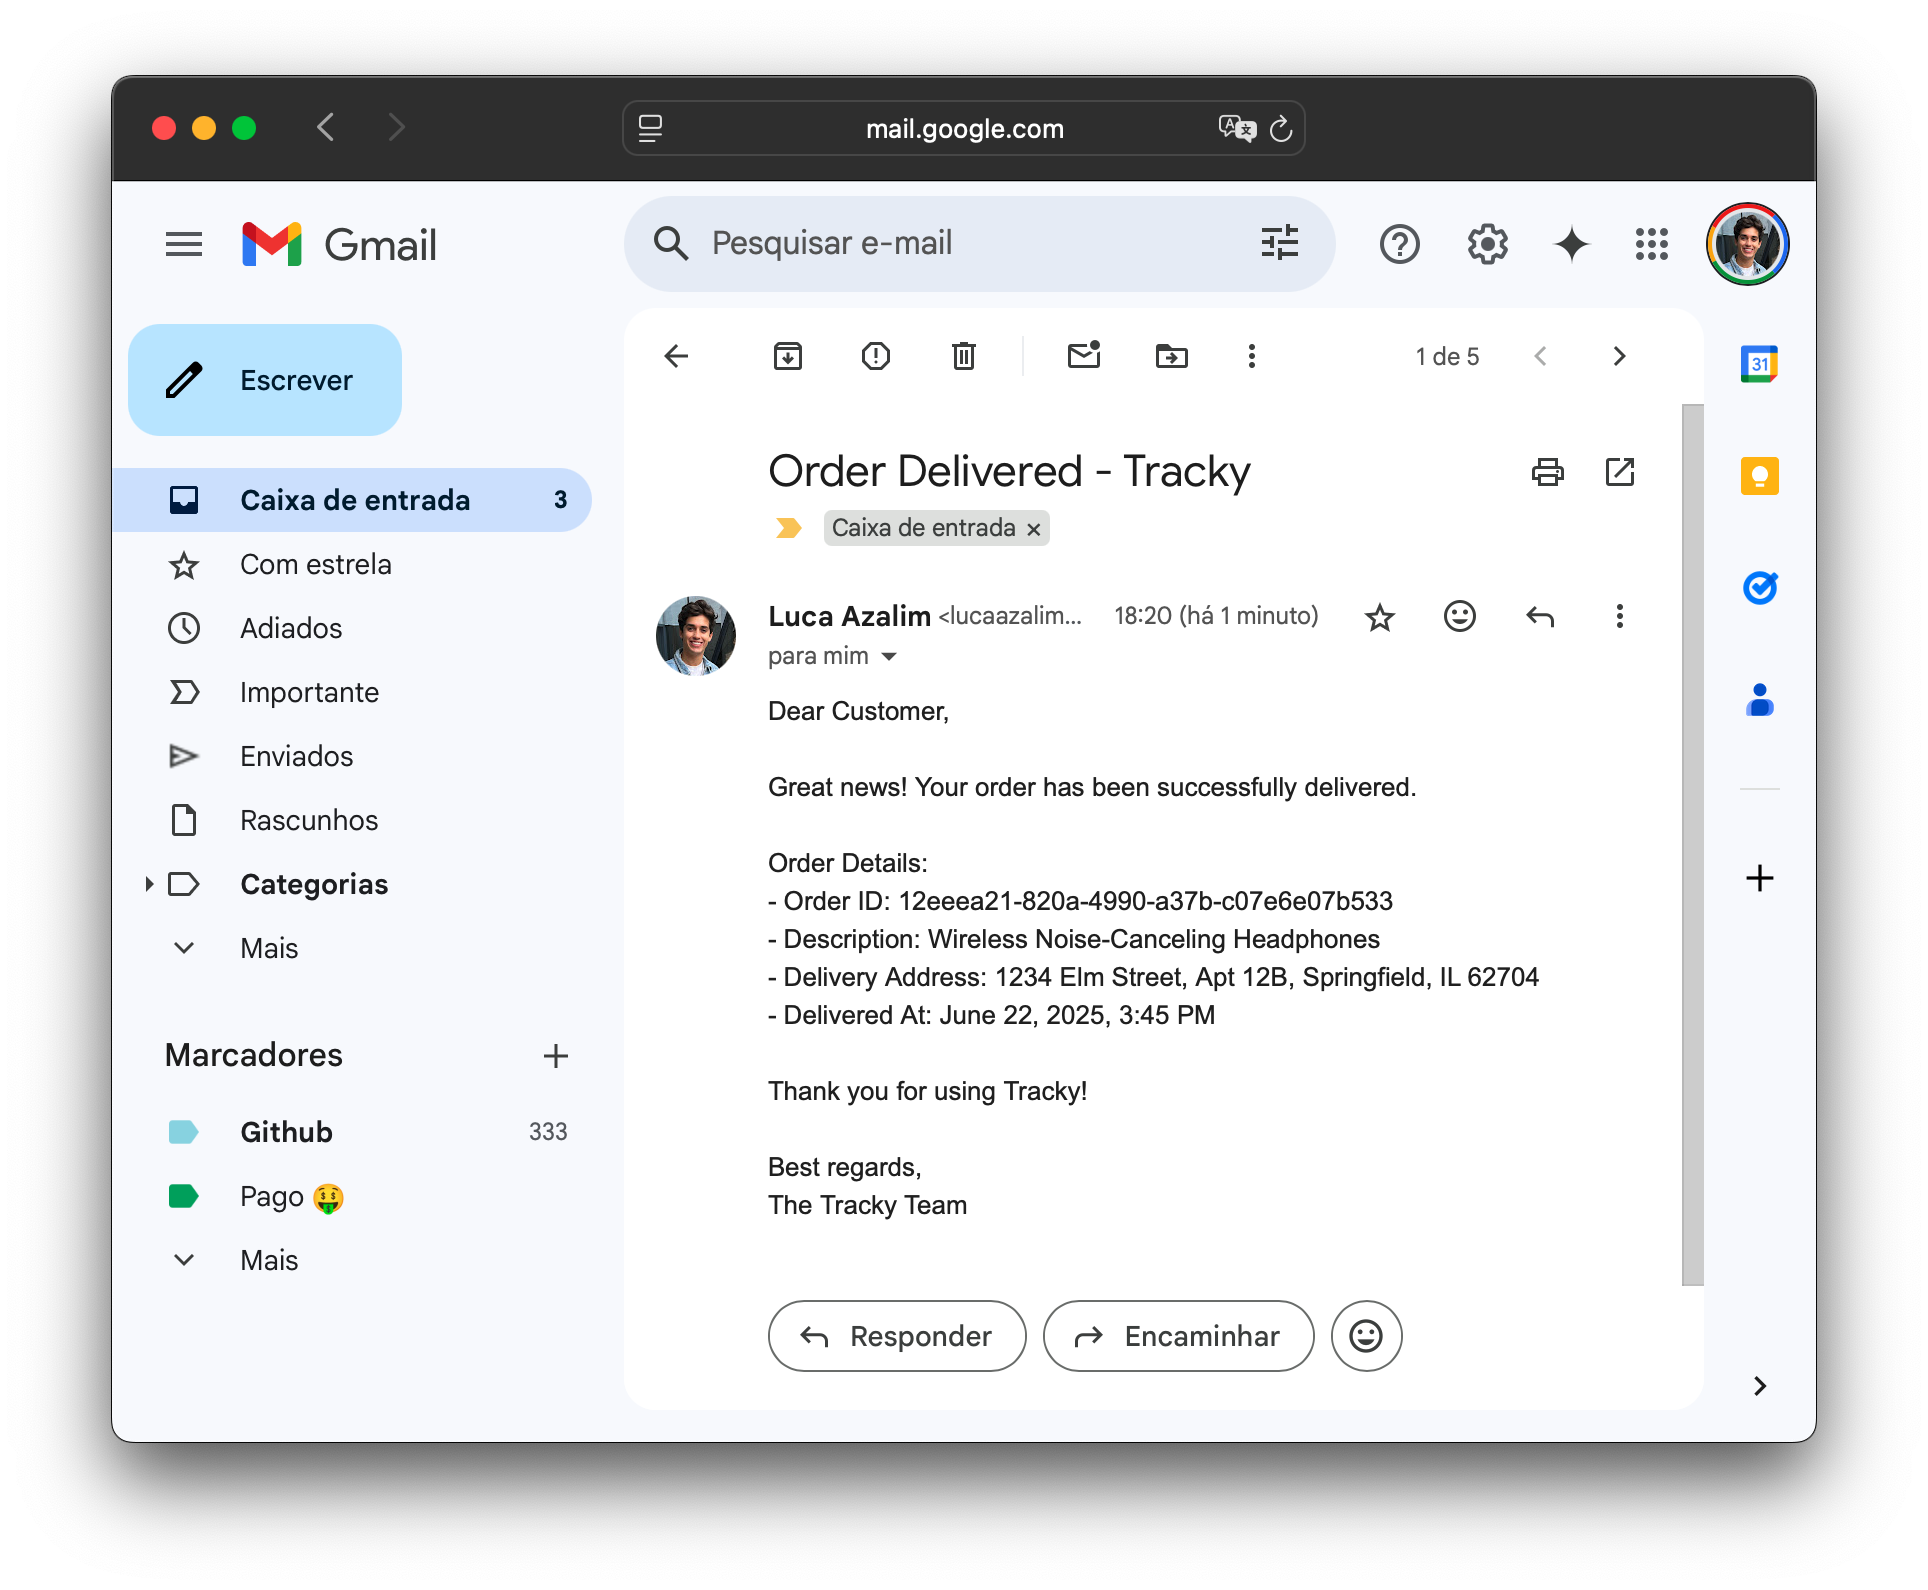 mail.google.com
Gmail
Pesquisar e-mail
Escrever
Caixa de entrada 3
Com estrela
Adiados
Importante
Enviados
Rascunhos
Categorias
Mais
Marcadores
Github 333
Pago 🤑
Mais
1 de 5
31
Order Delivered - Tracky
Caixa de entrada ×
Luca Azalim <lucaazalim... 18:20 (há 1 minuto)
para mim
Dear Customer,
Great news! Your order has been successfully delivered.
Order Details:
- Order ID: 12eeea21-820a-4990-a37b-c07e6e07b533
- Description: Wireless Noise-Canceling Headphones
- Delivery Address: 1234 Elm Street, Apt 12B, Springfield, IL 62704
- Delivered At: June 22, 2025, 3:45 PM
Thank you for using Tracky!
Best regards,
The Tracky Team
Responder
Encaminhar